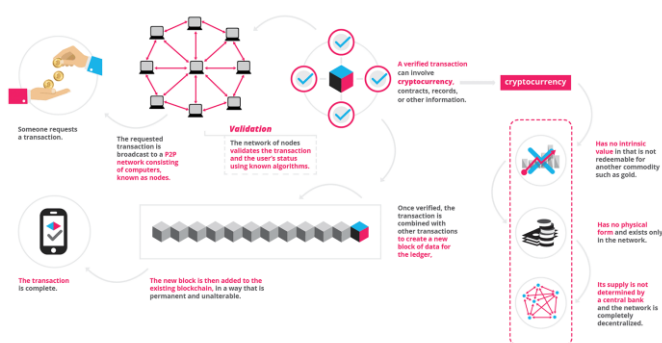 Someone requests
a transaction.
The requested
transaction is
broadcast to a P2P
network consisting
of computers,
known as nodes.
Validation
The network of nodes
validates the transaction
and the user's status
using known algorithms.
A verified transaction
can involve
cryptocurrency,
contracts, records,
or other information.
cryptocurrency
Has no intrinsic
value in that is not
redeemable for
another commodity
such as gold.
Has no physical
form and exists only
in the network.
Its supply is not
determined by
a central bank
and the network is
completely
decentralized.
Once verified, the
transaction is
combined with
other transactions
to create a new
block of data for
the ledger.
The new block is then added to the
existing blockchain, in a way that is
permanent and unalterable.
The transaction
is complete.